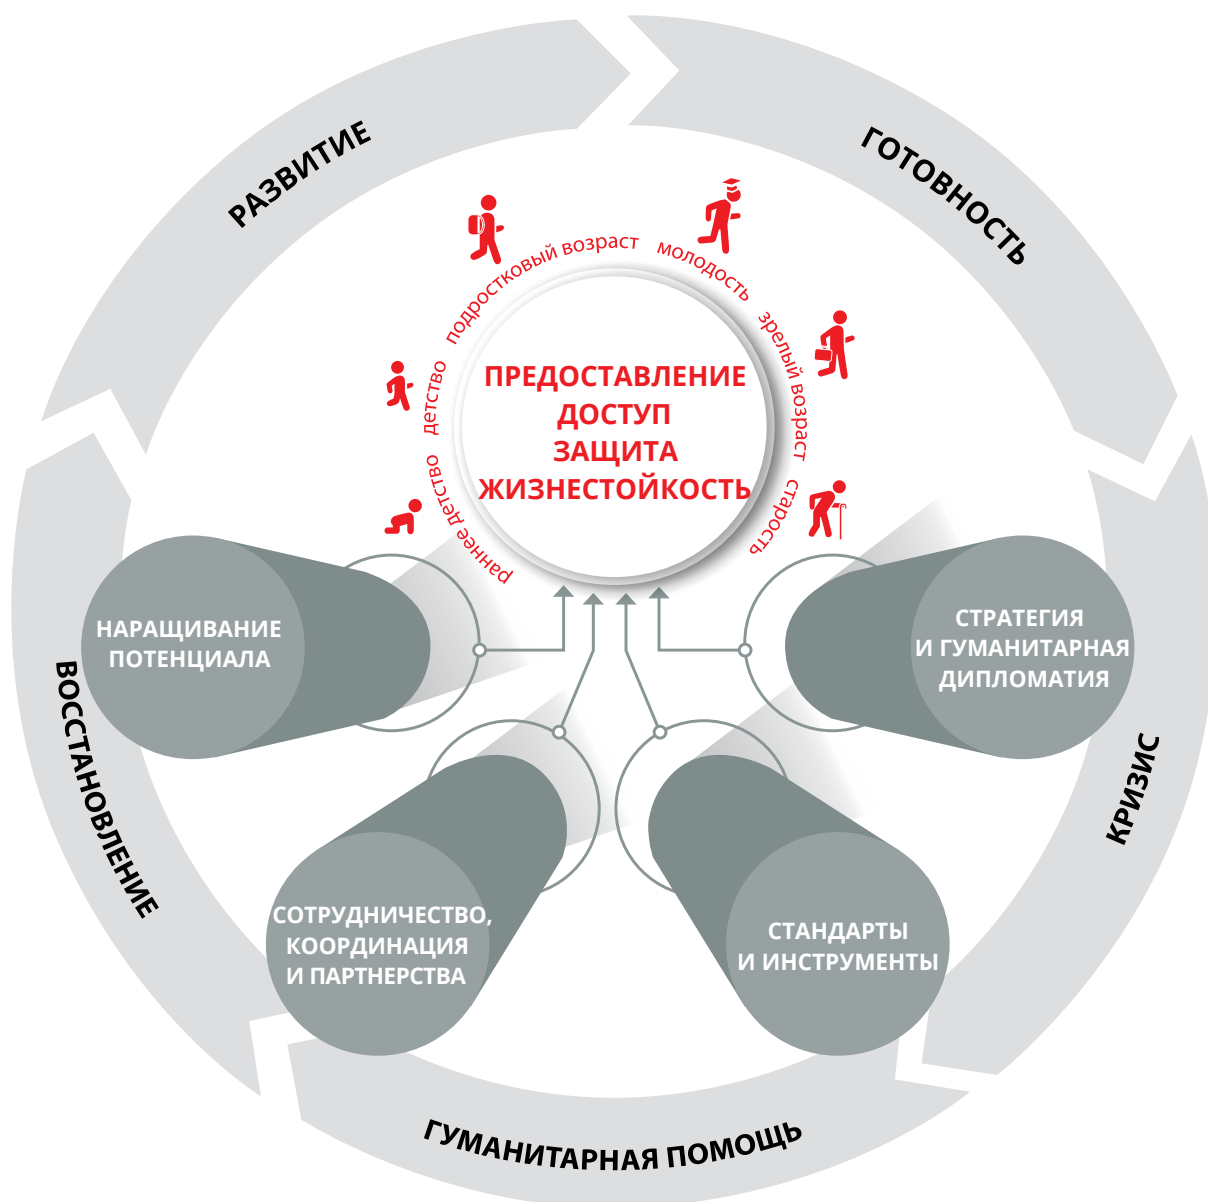 РАЗВИТИЕ
ГОТОВНОСТЬ
подростковый возраст
молодость
детство
зрелый возраст
раннее детство
старость
ПРЕДОСТАВЛЕНИЕ
ДОСТУП
ЗАЩИТА
ЖИЗНЕСТОЙКОСТЬ
НАРАЩИВАНИЕ
ПОТЕНЦИАЛА
СТРАТЕГИЯ
И ГУМАНИТАРНАЯ
ДИПЛОМАТИЯ
ВОССТАНОВЛЕНИЕ
КРИЗИС
СОТРУДНИЧЕСТВО,
КООРДИНАЦИЯ
И ПАРТНЕРСТВА
СТАНДАРТЫ
И ИНСТРУМЕНТЫ
ГУМАНИТАРНАЯ ПОМОЩЬ